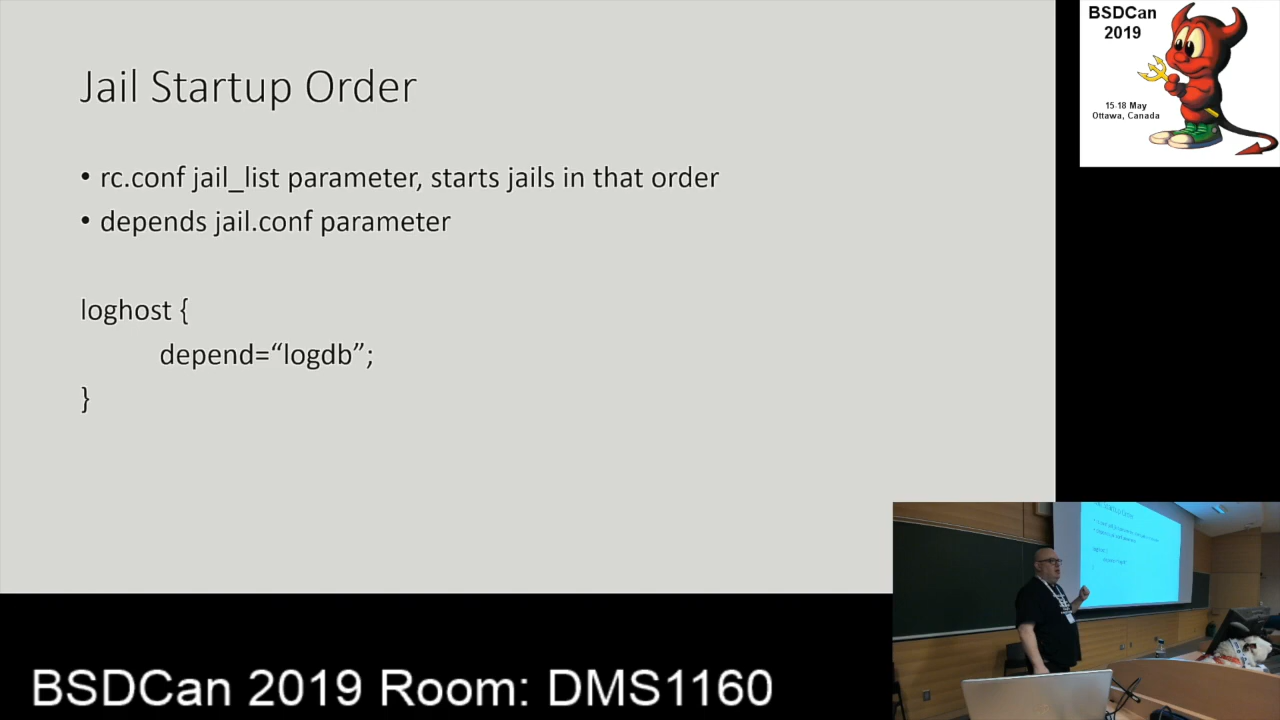 Jail Startup Order
• rc.conf jail_list parameter, starts jails in that order
• depends jail.conf parameter
loghost {
depend=“logdb”;
}
BSDCan
2019
15-18 May
Ottawa, Canada
BSDCan 2019 Room: DMS1160